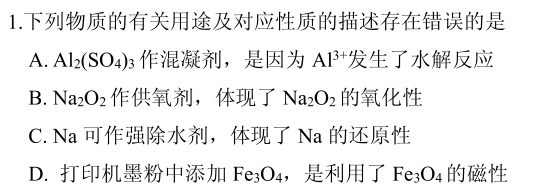 1.下列物质的有关用途及对应性质的描述存在错误的是
A. Al₂(SO₄)₃ 作混凝剂，是因为 Al³⁺发生了水解反应
B. Na₂O₂ 作供氧剂，体现了 Na₂O₂ 的氧化性
C. Na 可作强除水剂，体现了 Na 的还原性
D. 打印机墨粉中添加 Fe₃O₄，是利用了 Fe₃O₄ 的磁性